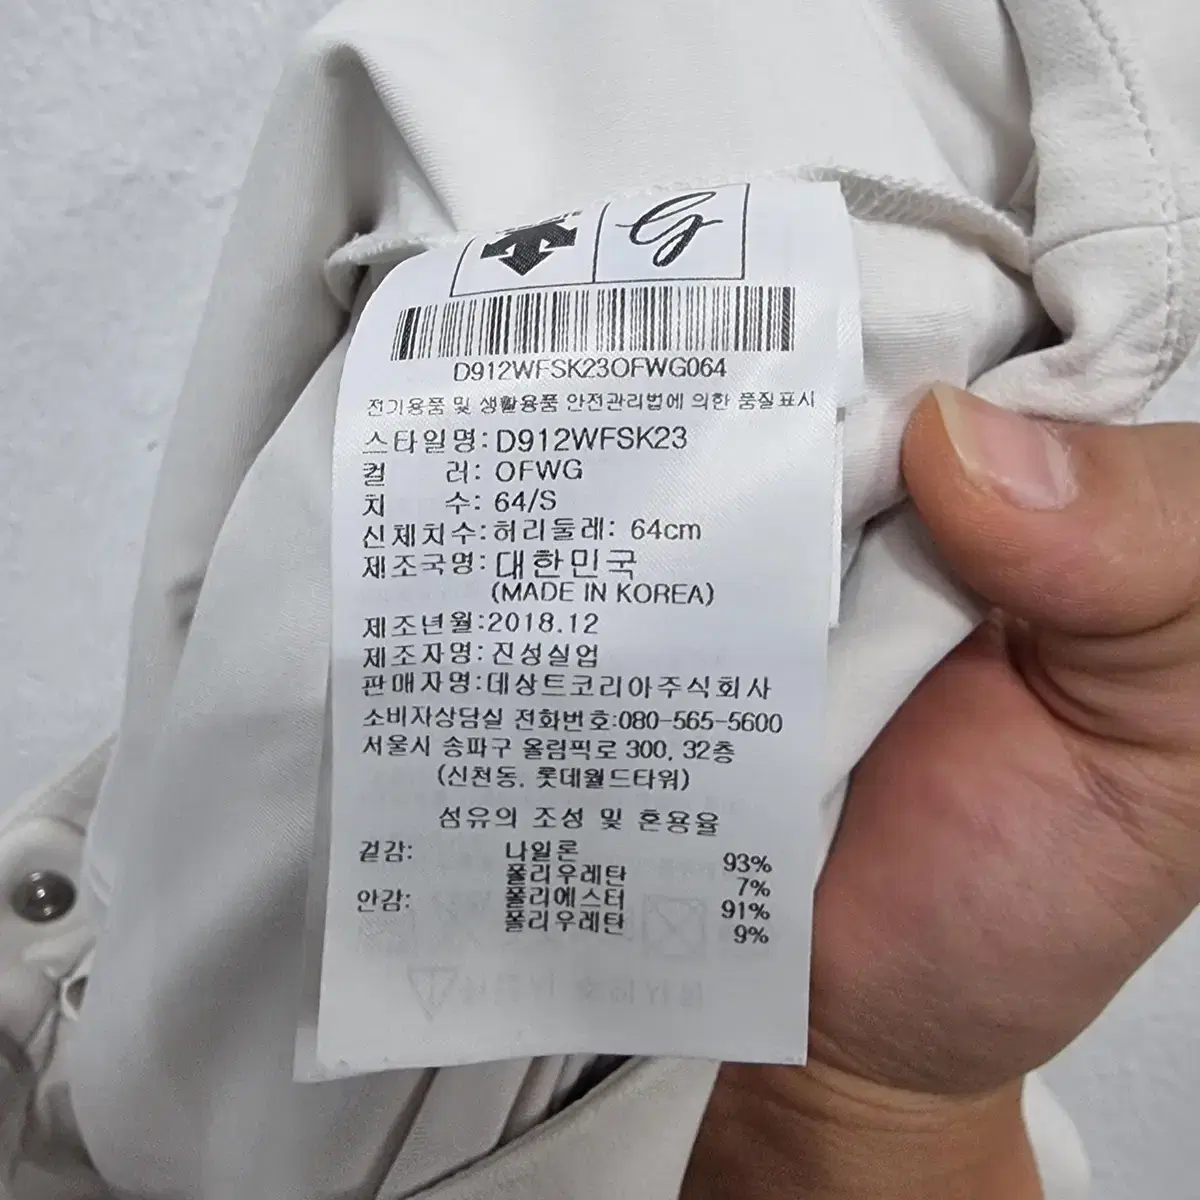 D912WFSK23OFWG064
전기용품 및 생활용품 안전관리법에 의한 품질표시
스타일명: D912WFSK23
컬 러: OFWG
치 수: 64/S
신체치수: 허리둘레: 64cm
제조국명: 대한민국
(MADE IN KOREA)
제조년월: 2018.12
제조자명: 진성실업
판매자명: 데상트코리아주식회사
소비자상담실 전화번호: 080-565-5600
서울시 송파구 올림픽로 300, 32층
(신천동, 롯데월드타워)
섬유의 조성 및 혼용율
겉감: 나일론 93%
폴리우레탄 7%
안감: 폴리에스터 91%
폴리우레탄 9%